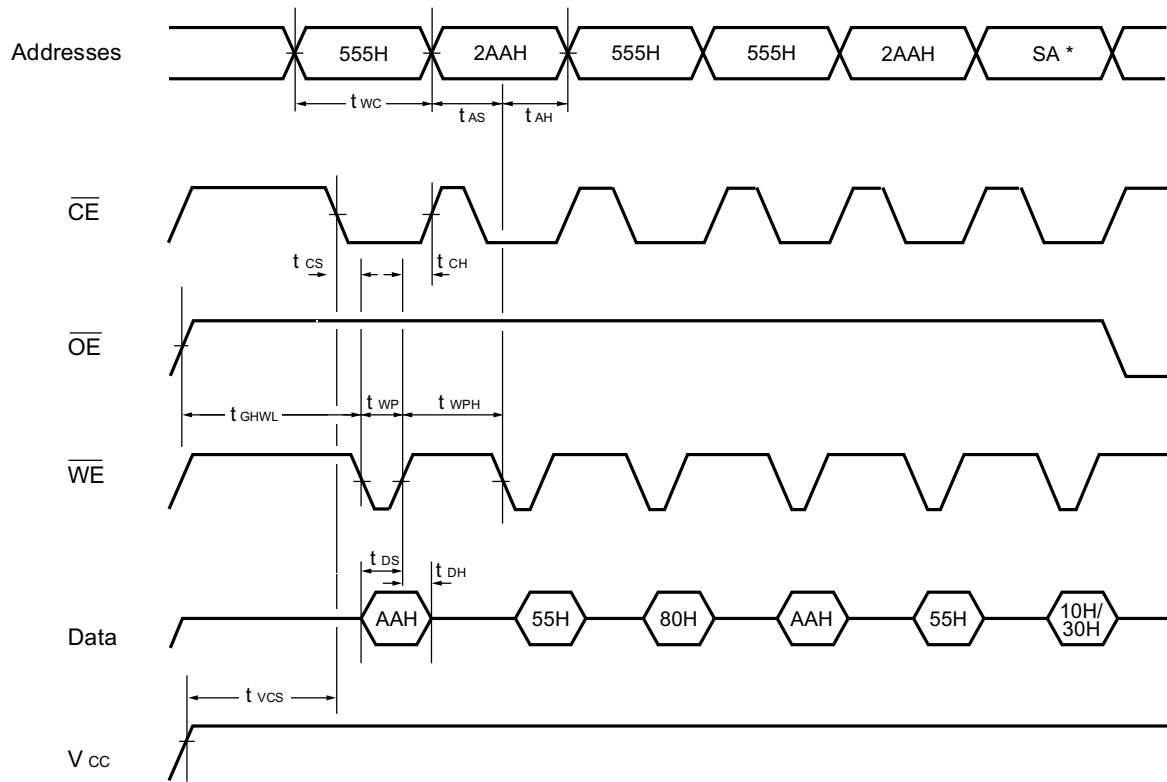 Addresses
555H 2AAH 555H 555H 2AAH SA *
t WC
t AS t AH
CE
t CS t CH
OE
t GHWL t WP t WPH
WE
t DS t DH
Data
AAH 55H 80H AAH 55H 10H/
30H
t VCS
V CC